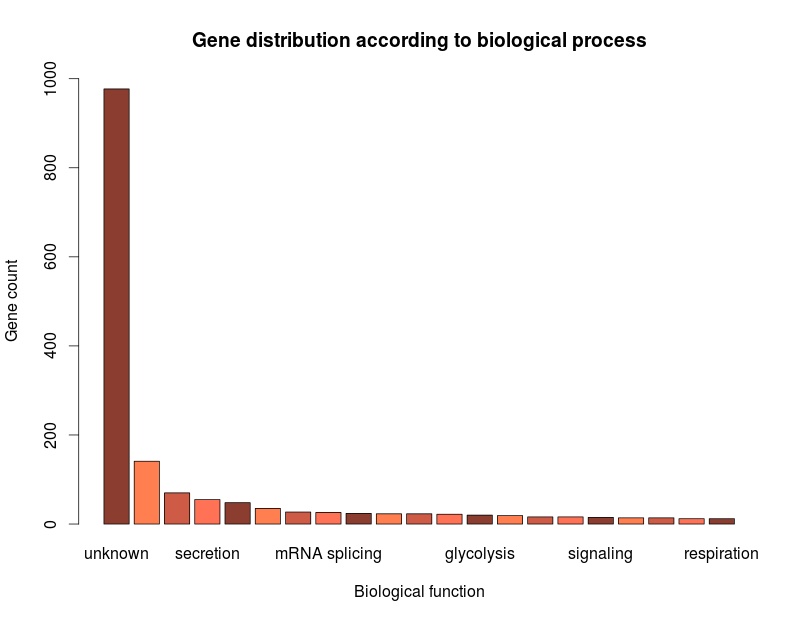 Gene distribution according to biological process
1000
800
600
400
200
0
Gene count
unknown secretion mRNA splicing glycolysis signaling respiration
Biological function